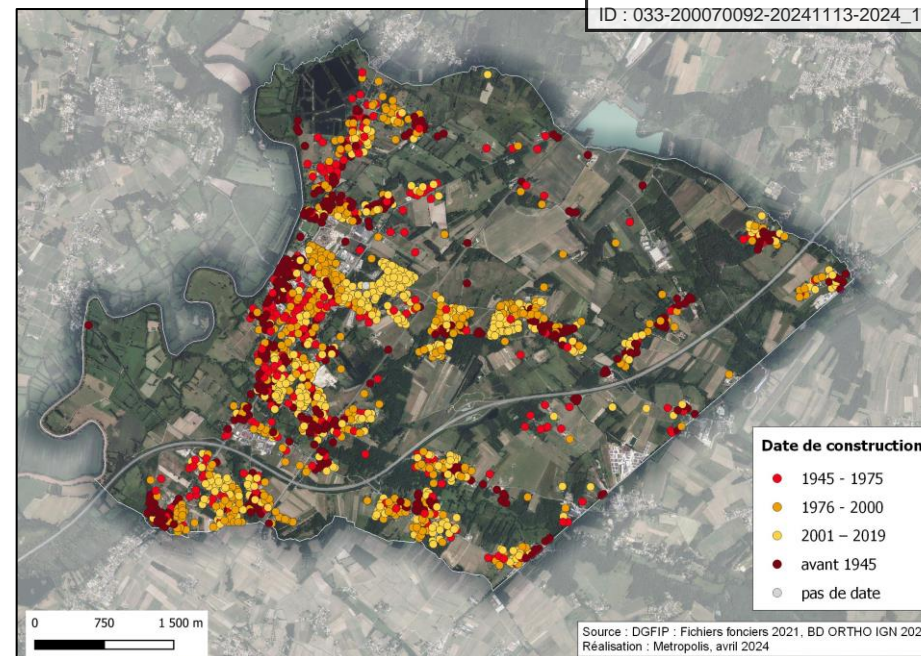 ID : 033-200070092-20241113-2024_1
Date de construction
1945 - 1975
1976 - 2000
2001 – 2019
avant 1945
pas de date
0 750 1 500 m
Source : DGFIP : Fichiers fonciers 2021, BD ORTHO IGN 202
Réalisation : Metropolis, avril 2024